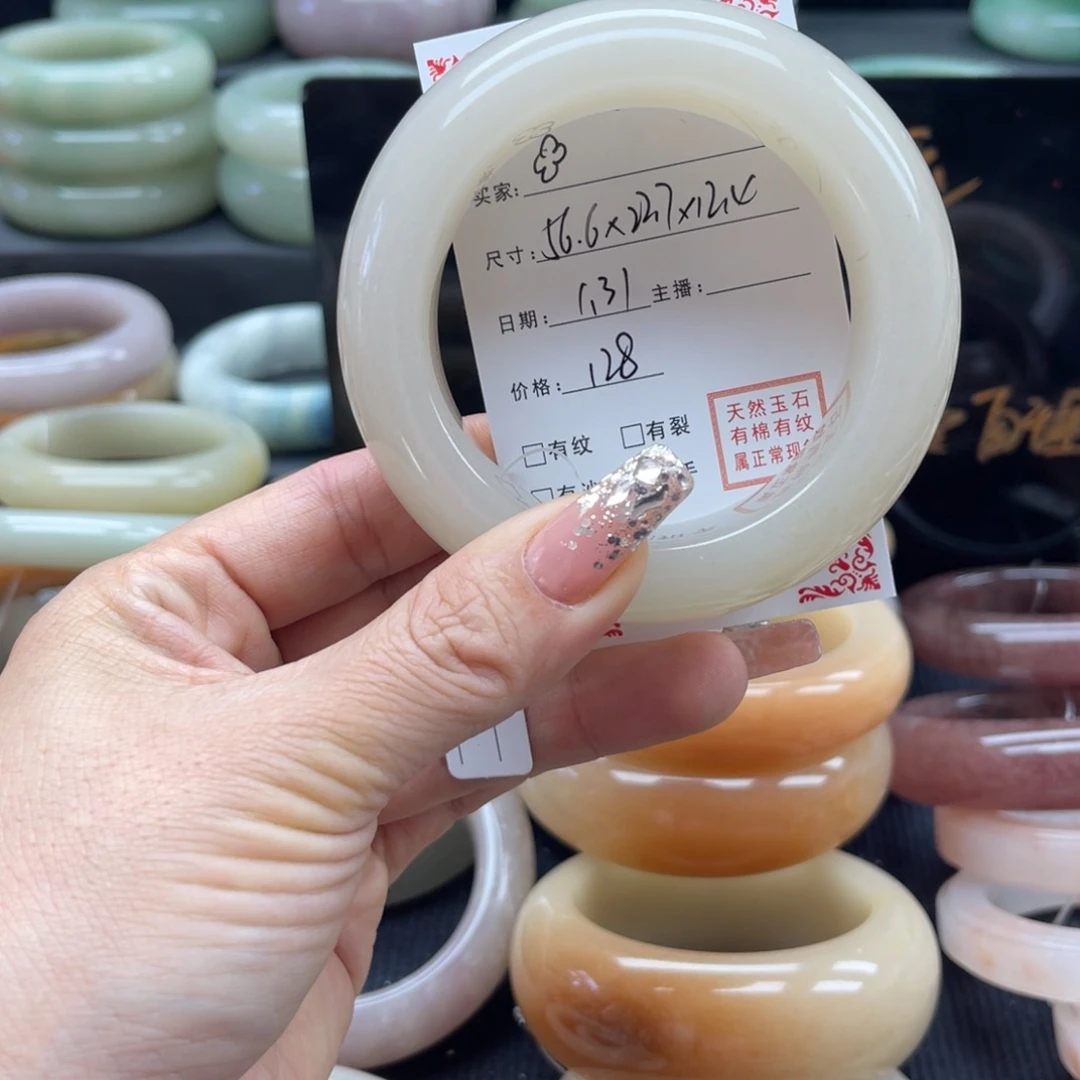 买家:
尺寸: 56.6×22.7×12.4
日期: 1.31 主播:
价格: 128
□有纹 □有裂
天然玉石
有棉有纹
属正常现